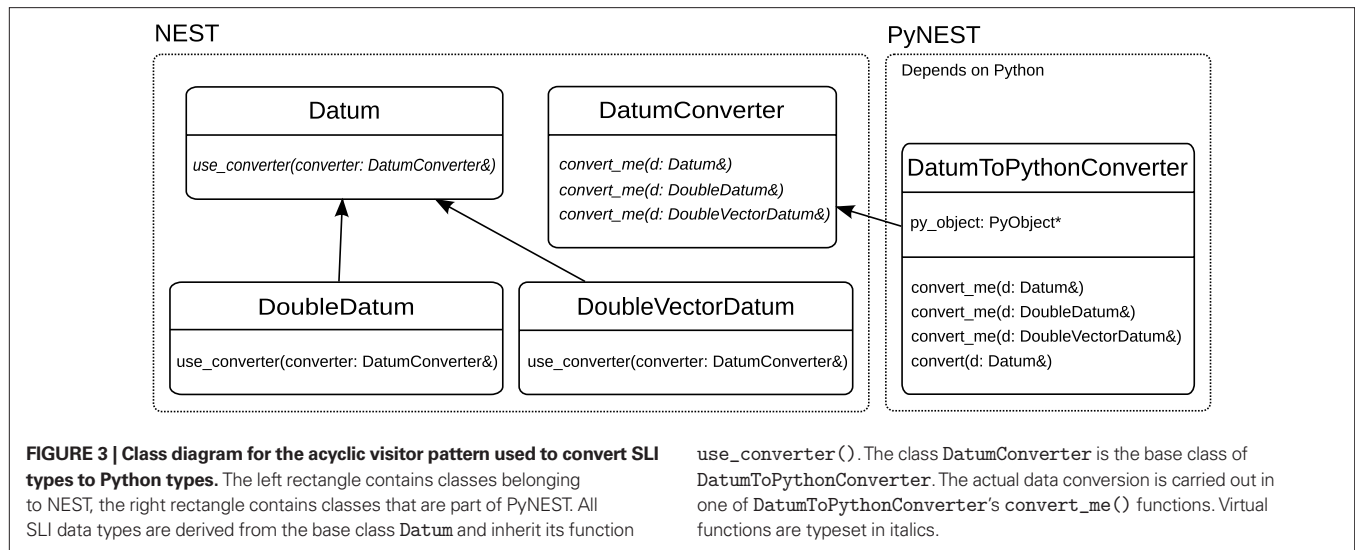 NEST
Datum
use_converter(converter: DatumConverter&)
DatumConverter
convert_me(d: Datum&)
convert_me(d: DoubleDatum&)
convert_me(d: DoubleVectorDatum&)
DoubleDatum
use_converter(converter: DatumConverter&)
DoubleVectorDatum
use_converter(converter: DatumConverter&)
PyNEST
Depends on Python
DatumToPythonConverter
py_object: PyObject*
convert_me(d: Datum&)
convert_me(d: DoubleDatum&)
convert_me(d: DoubleVectorDatum&)
convert(d: Datum&)
FIGURE 3 | Class diagram for the acyclic visitor pattern used to convert SLI
types to Python types. The left rectangle contains classes belonging
to NEST, the right rectangle contains classes that are part of PyNEST. All
SLI data types are derived from the base class Datum and inherit its function
use_converter(). The class DatumConverter is the base class of
DatumToPythonConverter. The actual data conversion is carried out in
one of DatumToPythonConverter's convert_me() functions. Virtual
functions are typeset in italics.